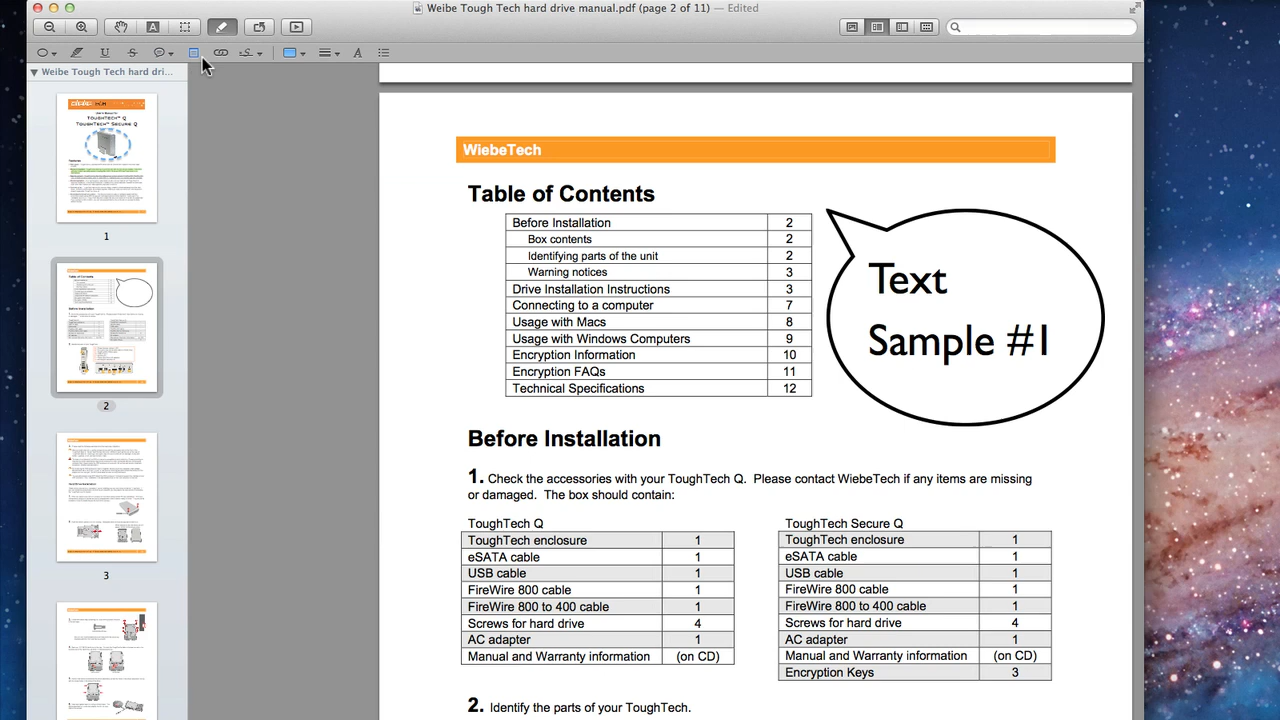 Weibe Tough Tech hard drive manual.pdf (page 2 of 11) — Edited
Weibe Tough Tech hard dri...
1
2
3
WiebeTech
Table of Contents
Before Installation 2
Box contents 2
Identifying parts of the unit 2
Warning notices 3
Drive Installation Instructions
Connecting to a computer 7
Usage with Macs 8
Usage with Windows Computers 9
Encryption Information 10
Encryption FAQs 11
Technical Specifications 12
Text
Sample #1
Before Installation
1. Check the accessories with your ToughTech Q. Please contact WiebeTech if any items are missing
or damaged. The box should contain:
ToughTech Q
ToughTech enclosure 1
eSATA cable 1
USB cable 1
FireWire 800 cable 1
FireWire 800 to 400 cable 1
Screws for hard drive 4
AC adapter 1
Manual and Warranty information (on CD)
ToughTech Secure Q
ToughTech enclosure 1
eSATA cable 1
USB cable 1
FireWire 800 cable 1
FireWire 800 to 400 cable 1
Screws for hard drive 4
AC adapter 1
Manual and Warranty information (on CD)
Encryption Keys 3
2. Identify the parts of your ToughTech.